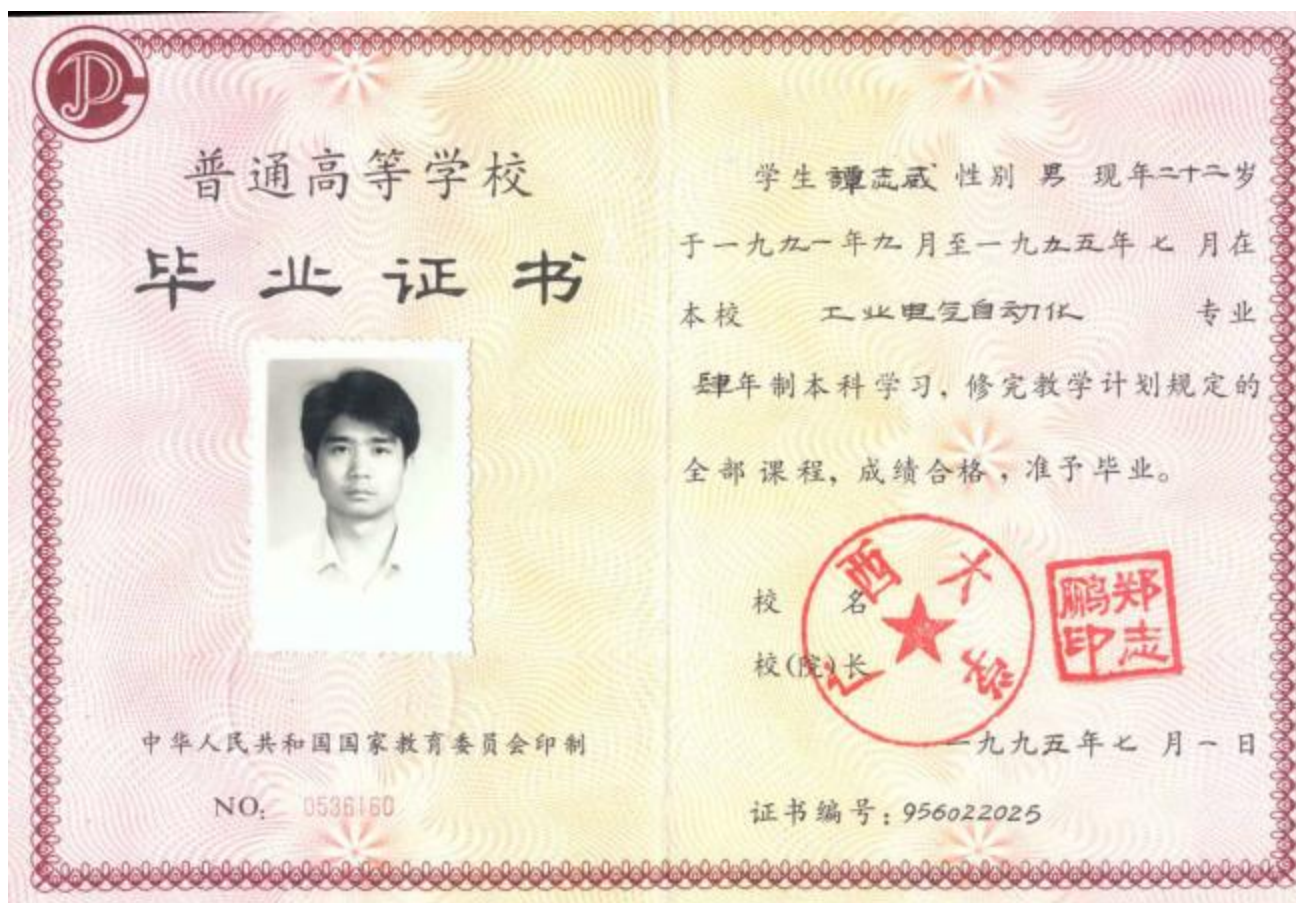 普通高等学校
毕业证书
中华人民共和国国家教育委员会印制
NO: 0536160
学生譚志威性别 男 现年二十二岁
于一九九一年九月至一九九五年七 月在
本校 工业电气自动化 专业
肆年制本科学习, 修完教学计划规定的
全部课程, 成绩合格, 准予毕业。
校 名
校(院)长
广西大学
郑志鹏印
一九九五年七 月一日
证书编号: 956022025